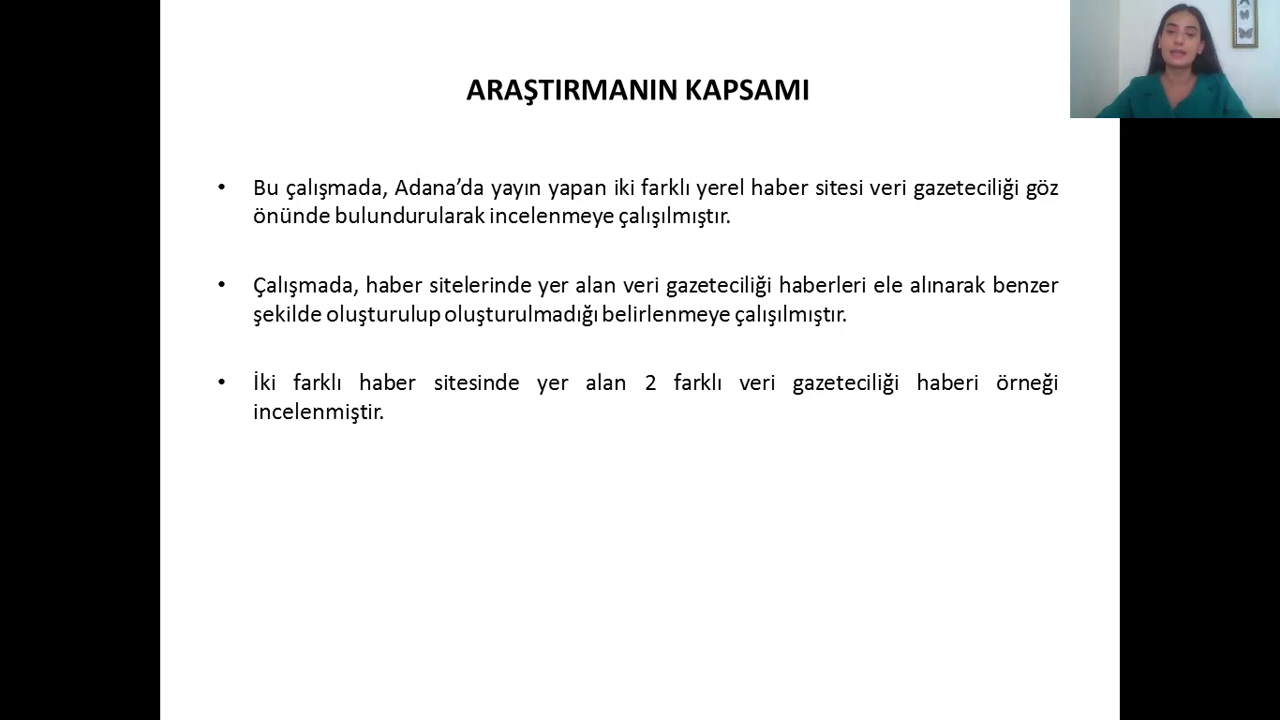 ARAŞTIRMANIN KAPSAMI
• Bu çalışmada, Adana’da yayın yapan iki farklı yerel haber sitesi veri gazeteciliği göz
önünde bulundurularak incelenmeye çalışılmıştır.
• Çalışmada, haber sitelerinde yer alan veri gazeteciliği haberleri ele alınarak benzer
şekilde oluşturulup oluşturulmadığı belirlenmeye çalışılmıştır.
• İki farklı haber sitesinde yer alan 2 farklı veri gazeteciliği haberi örneği
incelenmiştir.